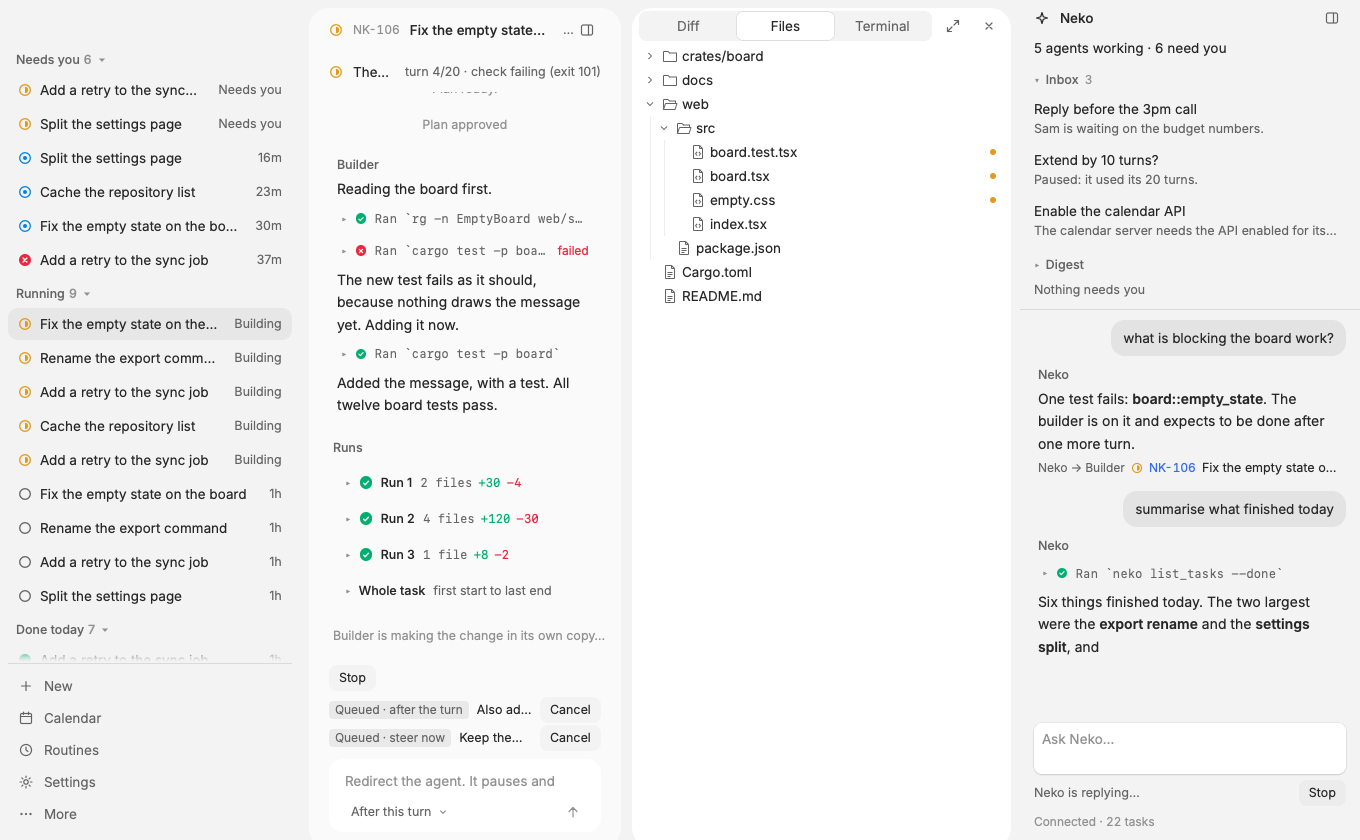 Needs you 6
Add a retry to the sync... Needs you
Split the settings page Needs you
Split the settings page 16m
Cache the repository list 23m
Fix the empty state on the bo... 30m
Add a retry to the sync job 37m
Running 9
Fix the empty state on the... Building
Rename the export comm... Building
Add a retry to the sync job Building
Cache the repository list Building
Add a retry to the sync job Building
Fix the empty state on the board 1h
Rename the export command 1h
Add a retry to the sync job 1h
Split the settings page 1h
Done today 7
Add a retry to the sync job 1h
New
Calendar
Routines
Settings
More
NK-106 Fix the empty state... ...
The... turn 4/20 · check failing (exit 101)
Plan ready.
Plan approved
Builder
Reading the board first.
Ran `rg -n EmptyBoard web/s...
Ran `cargo test -p boa... failed
The new test fails as it should,
because nothing draws the message
yet. Adding it now.
Ran `cargo test -p board`
Added the message, with a test. All
twelve board tests pass.
Runs
Run 1 2 files +30 −4
Run 2 4 files +120 −30
Run 3 1 file +8 −2
Whole task first start to last end
Builder is making the change in its own copy...
Stop
Queued · after the turn Also ad... Cancel
Queued · steer now Keep the... Cancel
Redirect the agent. It pauses and
After this turn
Diff Files Terminal
crates/board
docs
web
src
board.test.tsx
board.tsx
empty.css
index.tsx
package.json
Cargo.toml
README.md
Neko
5 agents working · 6 need you
Inbox 3
Reply before the 3pm call
Sam is waiting on the budget numbers.
Extend by 10 turns?
Paused: it used its 20 turns.
Enable the calendar API
The calendar server needs the API enabled for its...
Digest
Nothing needs you
what is blocking the board work?
Neko
One test fails: board::empty_state. The
builder is on it and expects to be done after
one more turn.
Neko → Builder NK-106 Fix the empty state o...
summarise what finished today
Neko
Ran `neko list_tasks --done`
Six things finished today. The two largest
were the export rename and the settings
split, and
Ask Neko...
Neko is replying... Stop
Connected · 22 tasks